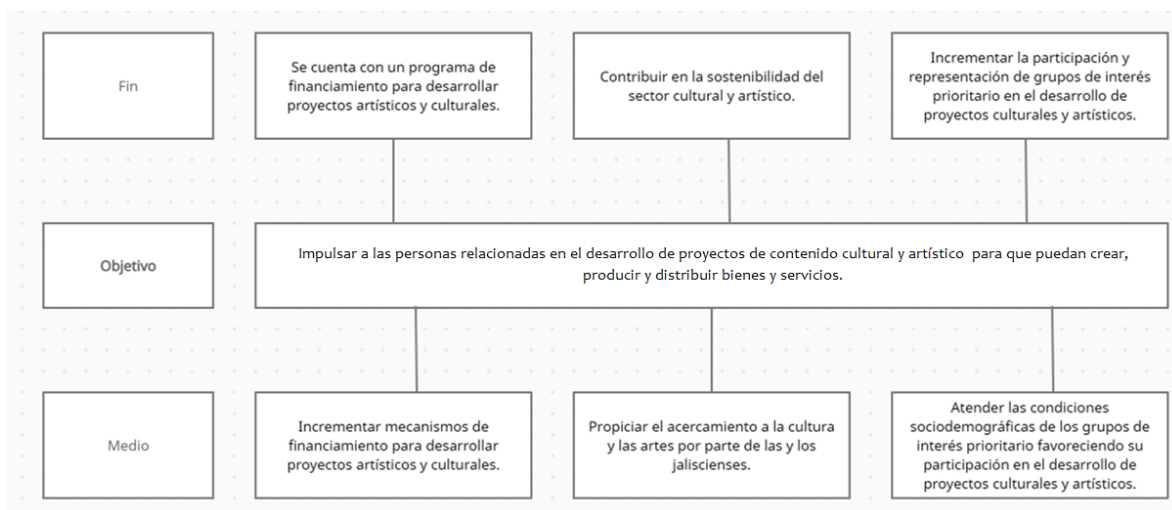 Fin
Se cuenta con un programa de
financiamiento para desarrollar
proyectos artísticos y culturales.
Contribuir en la sostenibilidad del
sector cultural y artístico.
Incrementar la participación y
representación de grupos de interés
prioritario en el desarrollo de
proyectos culturales y artísticos.
Objetivo
Impulsar a las personas relacionadas en el desarrollo de proyectos de contenido cultural y artístico para que puedan crear,
producir y distribuir bienes y servicios.
Medio
Incrementar mecanismos de
financiamiento para desarrollar
proyectos artísticos y culturales.
Propiciar el acercamiento a la cultura
y las artes por parte de las y los
jaliscienses.
Atender las condiciones
sociodemográficas de los grupos de
interés prioritario favoreciendo su
participación en el desarrollo de
proyectos culturales y artísticos.